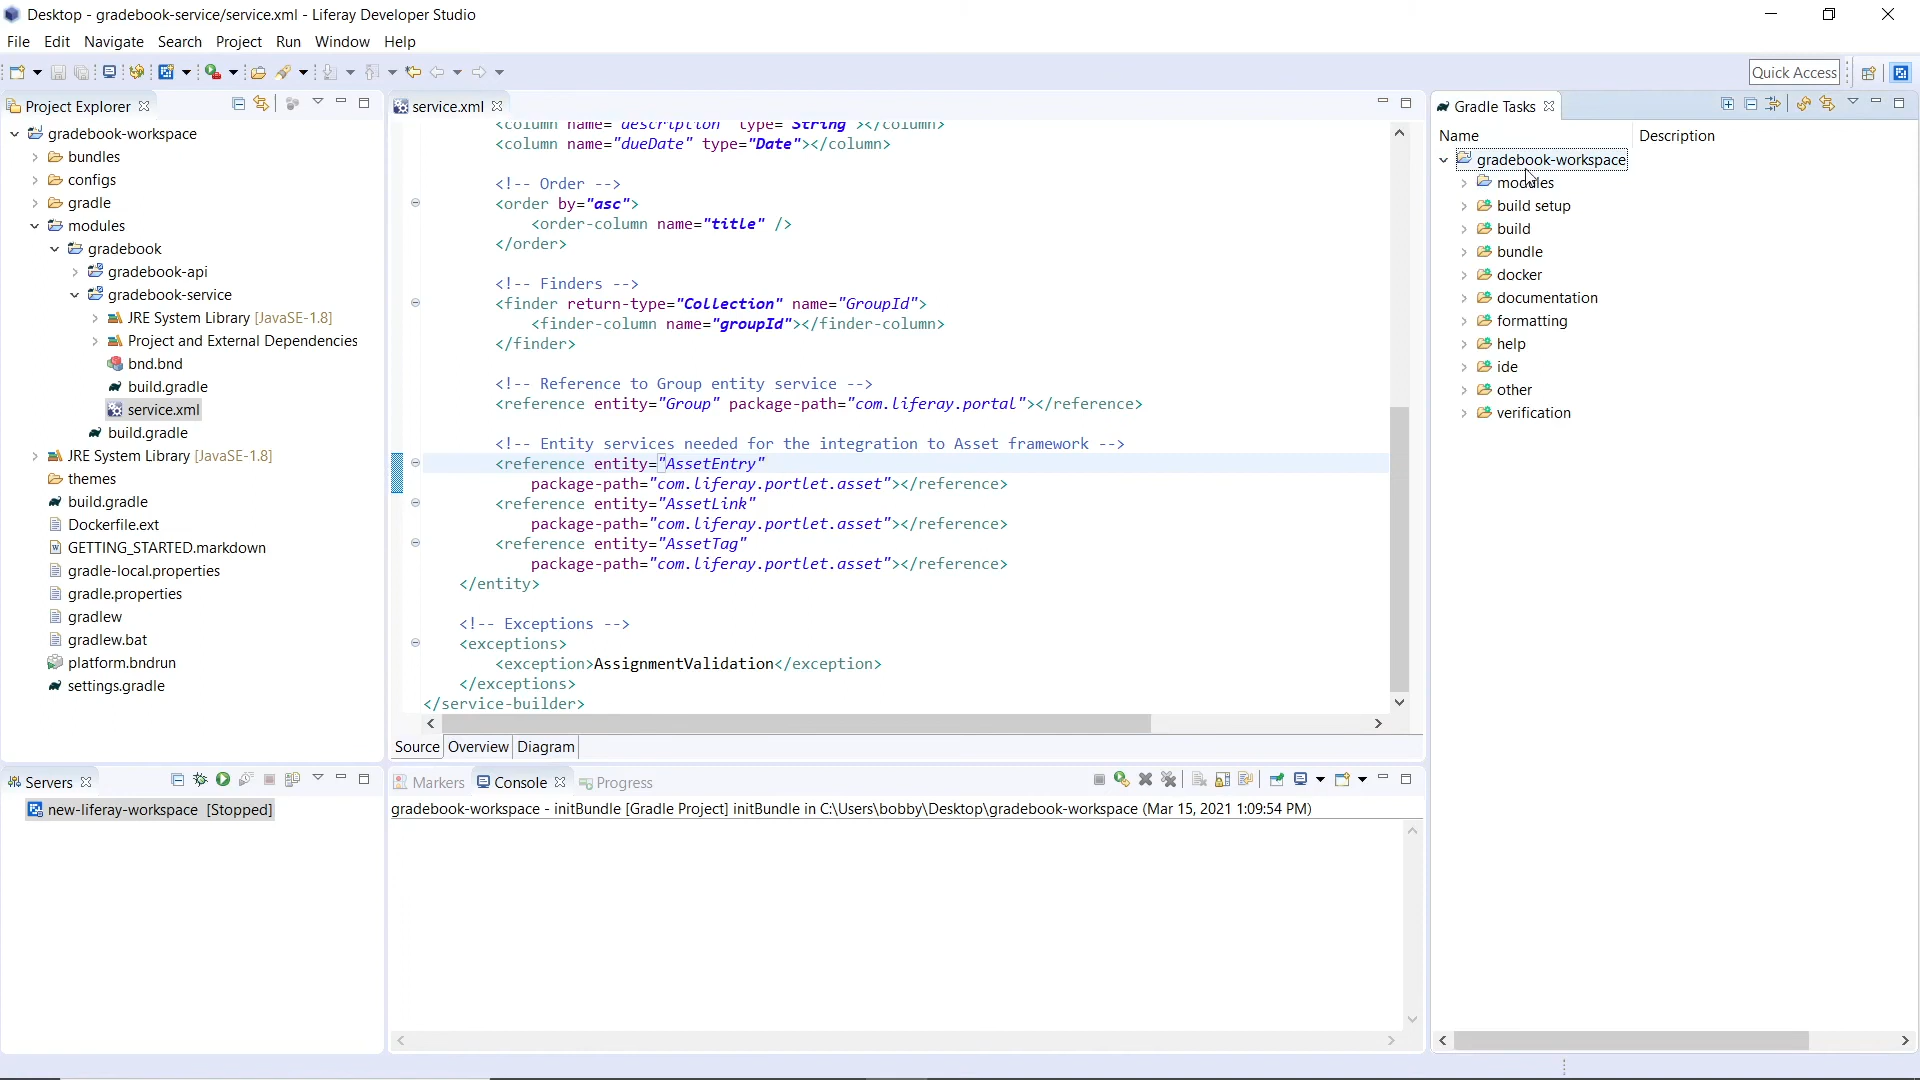 Desktop - gradebook-service/service.xml - Liferay Developer Studio
File Edit Navigate Search Project Run Window Help
Quick Access
Project Explorer
gradebook-workspace
bundles
configs
gradle
modules
gradebook
gradebook-api
gradebook-service
JRE System Library [JavaSE-1.8]
Project and External Dependencies
bnd.bnd
build.gradle
service.xml
build.gradle
JRE System Library [JavaSE-1.8]
themes
build.gradle
Dockerfile.ext
GETTING_STARTED.markdown
gradle-local.properties
gradle.properties
gradlew
gradlew.bat
platform.bndrun
settings.gradle
service.xml
<column name="description" type="String"></column>
<column name="dueDate" type="Date"></column>
<!-- Order -->
<order by="asc">
<order-column name="title" />
</order>
<!-- Finders -->
<finder return-type="Collection" name="GroupId">
<finder-column name="groupId"></finder-column>
</finder>
<!-- Reference to Group entity service -->
<reference entity="Group" package-path="com.liferay.portal"></reference>
<!-- Entity services needed for the integration to Asset framework -->
<reference entity="AssetEntry"
package-path="com.liferay.portlet.asset"></reference>
<reference entity="AssetLink"
package-path="com.liferay.portlet.asset"></reference>
<reference entity="AssetTag"
package-path="com.liferay.portlet.asset"></reference>
</entity>
<!-- Exceptions -->
<exceptions>
<exception>AssignmentValidation</exception>
</exceptions>
</service-builder>
Source Overview Diagram
Gradle Tasks
Name Description
gradebook-workspace
modules
build setup
build
bundle
docker
documentation
formatting
help
ide
other
verification
Servers
new-liferay-workspace [Stopped]
Markers Console Progress
gradebook-workspace - initBundle [Gradle Project] initBundle in C:\Users\bobby\Desktop\gradebook-workspace (Mar 15, 2021 1:09:54 PM)